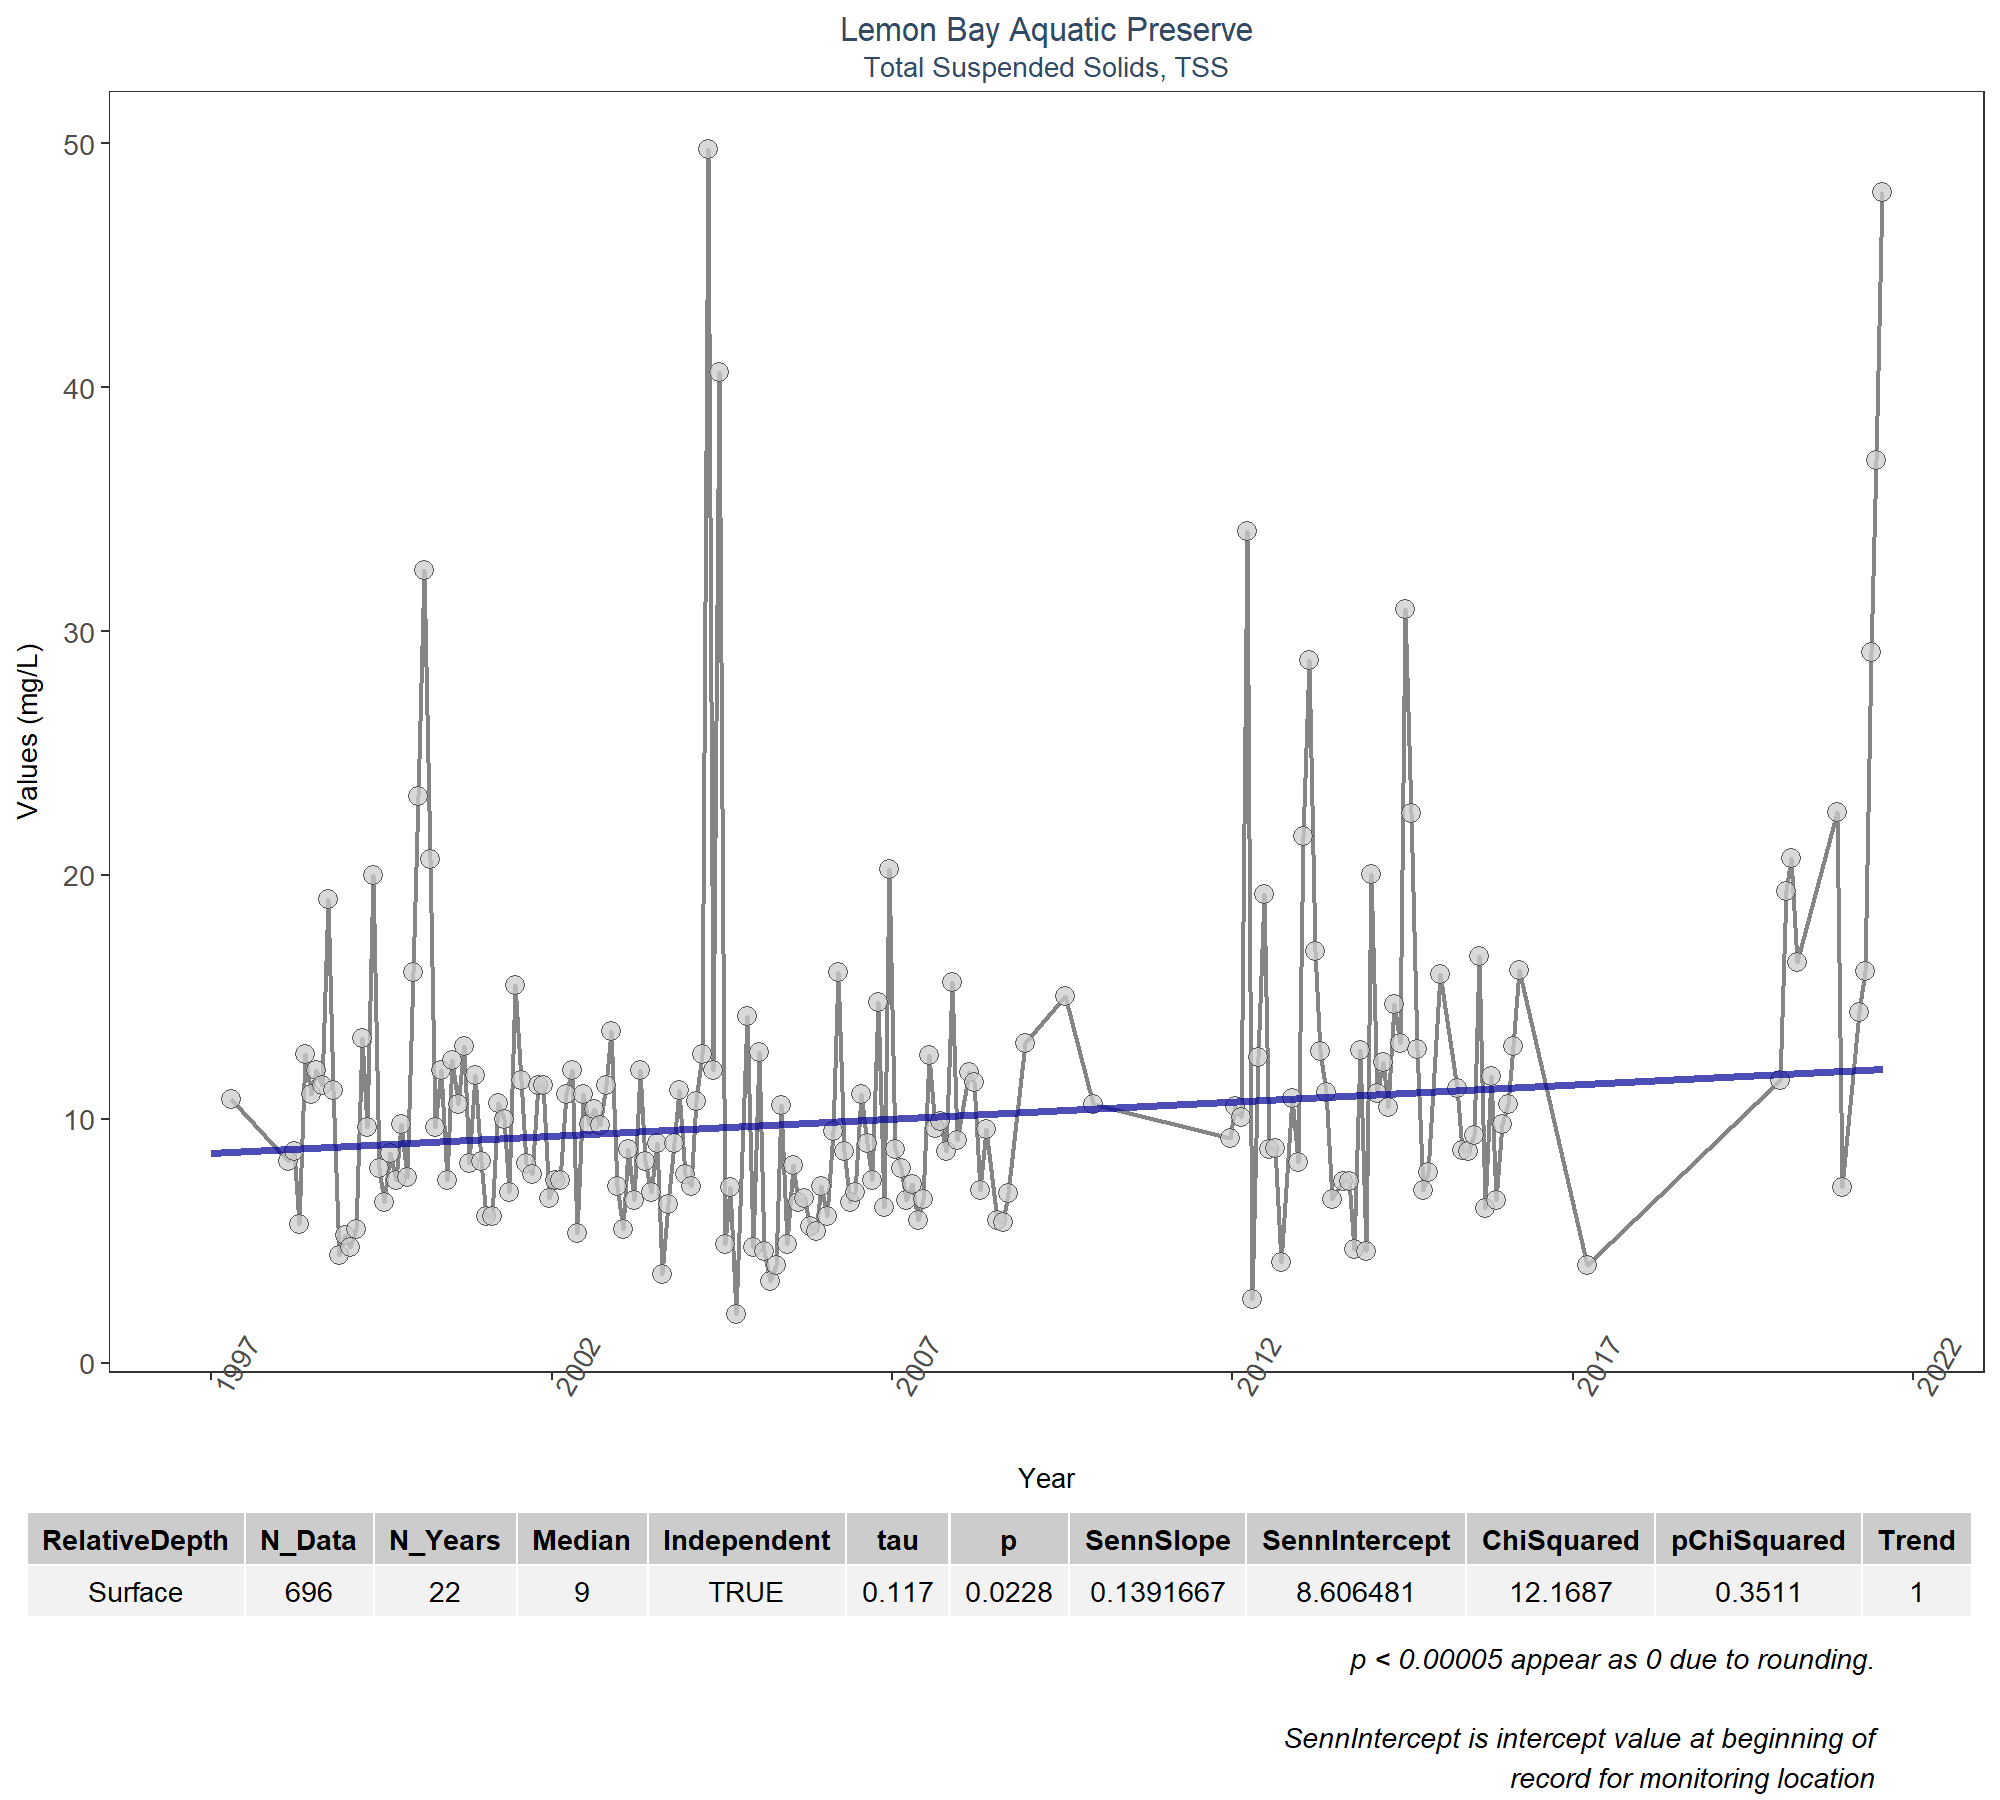 Lemon Bay Aquatic Preserve
Total Suspended Solids, TSS
Values (mg/L)
50
40
30
20
10
0
1997 2002 2007 2012 2017 2022
Year
RelativeDepth N_Data N_Years Median Independent tau p SennSlope SennIntercept ChiSquared pChiSquared Trend
Surface 696 22 9 TRUE 0.117 0.0228 0.1391667 8.606481 12.1687 0.3511 1
p < 0.00005 appear as 0 due to rounding.
SennIntercept is intercept value at beginning of
record for monitoring location